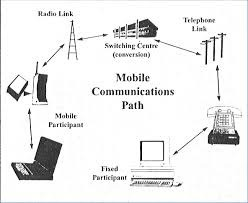 Radio Link
Telephone
Link
Switching Centre
(conversion)
Mobile
Communications
Path
Mobile
Participant
Fixed
Participant